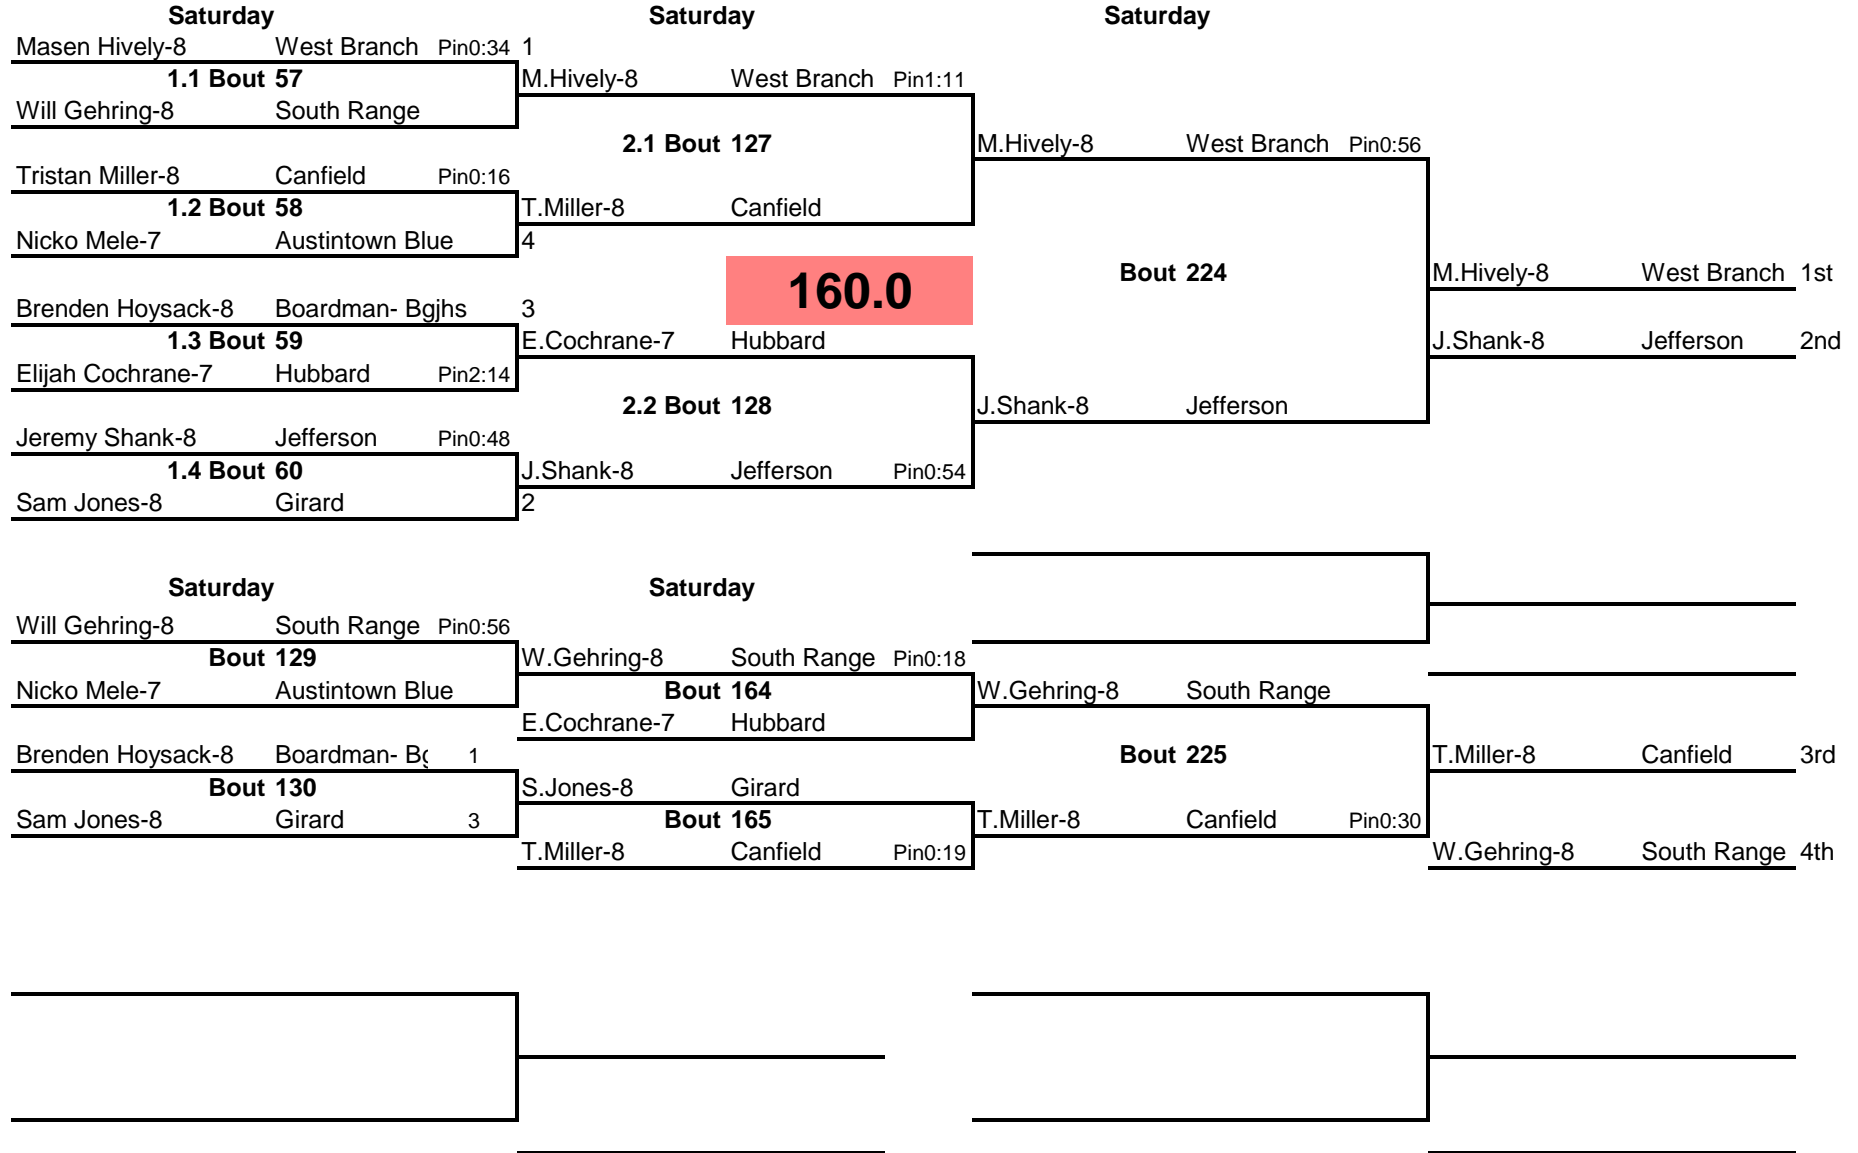 Saturday Saturday Saturday
Masen Hively-8 West Branch Pin0:34 1
1.1 Bout 57 M.Hively-8 West Branch Pin1:11
Will Gehring-8 South Range
2.1 Bout 127 M.Hively-8 West Branch Pin0:56
Tristan Miller-8 Canfield Pin0:16
1.2 Bout 58 T.Miller-8 Canfield
Nicko Mele-7 Austintown Blue 4
160.0 Bout 224 M.Hively-8 West Branch 1st
Brenden Hoysack-8 Boardman- Bgjhs 3
1.3 Bout 59 E.Cochrane-7 Hubbard J.Shank-8 Jefferson 2nd
Elijah Cochrane-7 Hubbard Pin2:14
2.2 Bout 128 J.Shank-8 Jefferson
Jeremy Shank-8 Jefferson Pin0:48
1.4 Bout 60 J.Shank-8 Jefferson Pin0:54
Sam Jones-8 Girard 2
Saturday Saturday
Will Gehring-8 South Range Pin0:56
Bout 129 W.Gehring-8 South Range Pin0:18
Nicko Mele-7 Austintown Blue Bout 164 W.Gehring-8 South Range
E.Cochrane-7 Hubbard
Brenden Hoysack-8 Boardman- 1 Bout 225 T.Miller-8 Canfield 3rd
Bout 130 S.Jones-8 Girard
Sam Jones-8 Girard 3 Bout 165 T.Miller-8 Canfield Pin0:30
T.Miller-8 Canfield Pin0:19 W.Gehring-8 South Range 4th